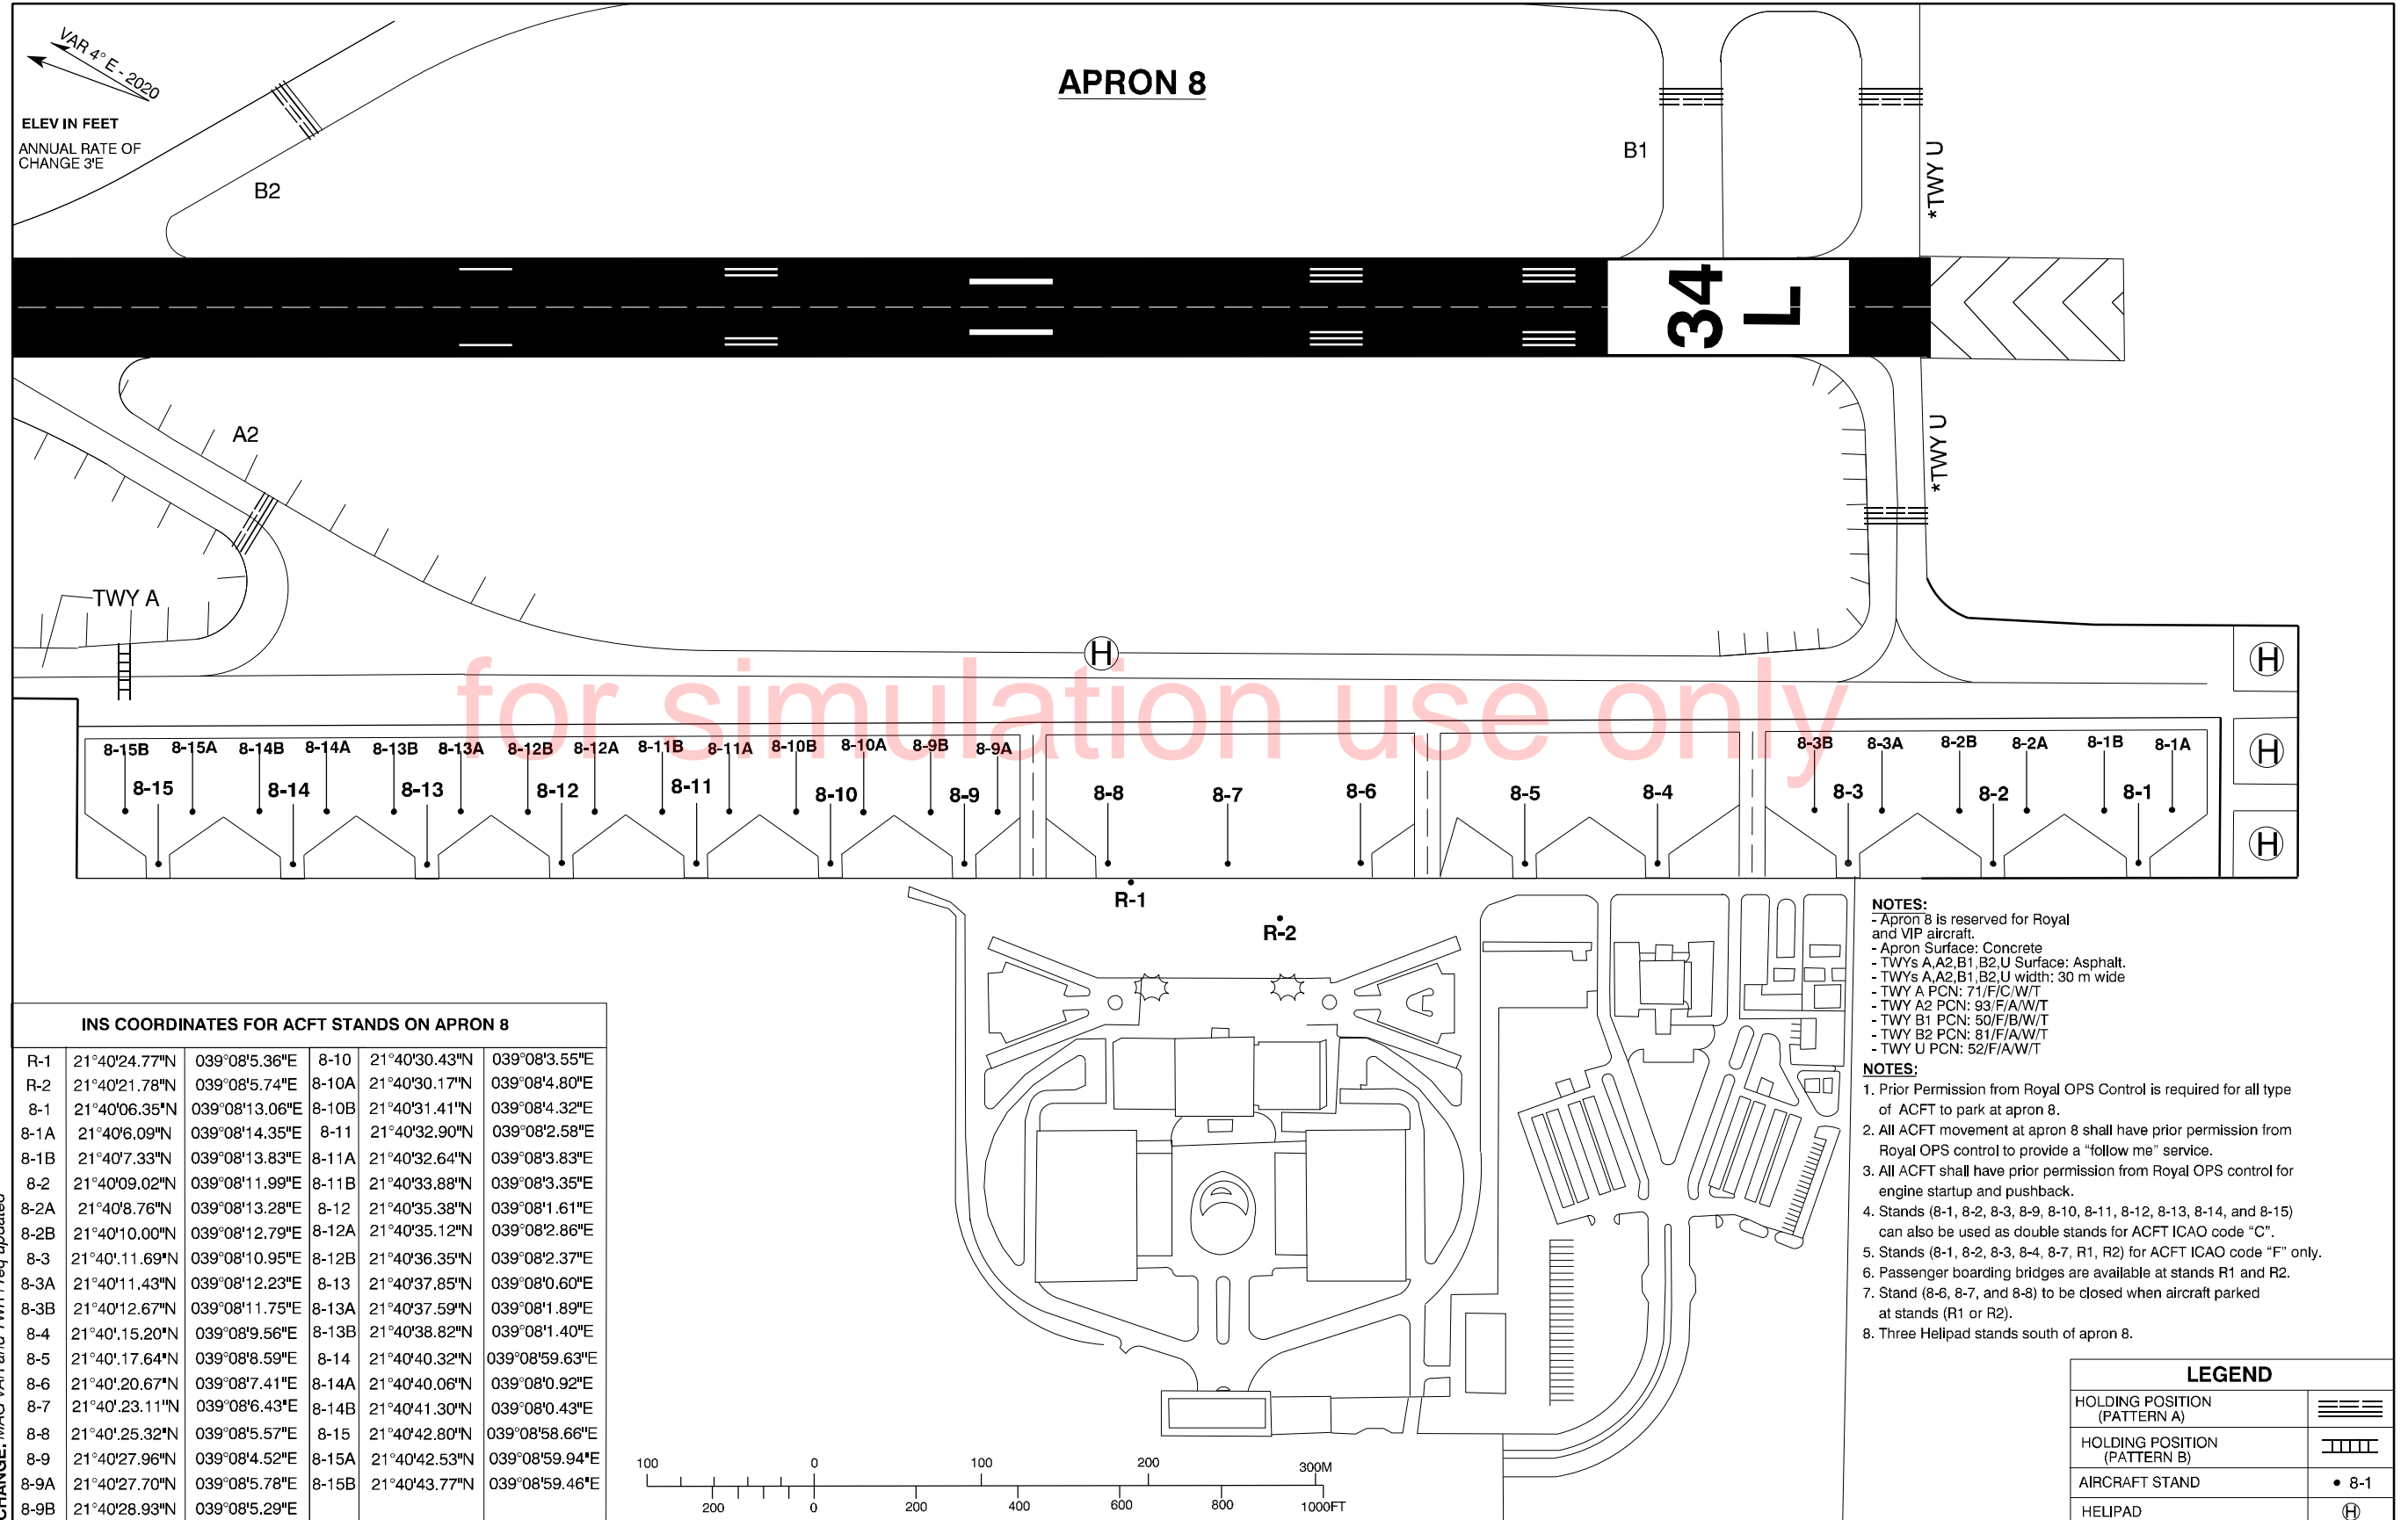 VAR 4° E - 2020
ELEV IN FEET
ANNUAL RATE OF
CHANGE 3'E
APRON 8
B2
B1
*TWY U
34
L
A2
*TWY U
TWY A
H
H
H
H
for simulation use only
8-15B 8-15A 8-14B 8-14A 8-13B 8-13A 8-12B 8-12A 8-11B 8-11A 8-10B 8-10A 8-9B 8-9A 8-3B 8-3A 8-2B 8-2A 8-1B 8-1A
8-15 8-14 8-13 8-12 8-11 8-10 8-9 8-8 8-7 8-6 8-5 8-4 8-3 8-2 8-1
R-1
R-2
NOTES:
- Apron 8 is reserved for Royal
and VIP aircraft.
- Apron Surface: Concrete
- TWYs A,A2,B1,B2,U Surface: Asphalt.
- TWYs A,A2,B1,B2,U width: 30 m wide
- TWY A PCN: 71/F/C/W/T
- TWY A2 PCN: 93/F/A/W/T
- TWY B1 PCN: 50/F/B/W/T
- TWY B2 PCN: 81/F/A/W/T
- TWY U PCN: 52/F/A/W/T
NOTES:
1. Prior Permission from Royal OPS Control is required for all type
of ACFT to park at apron 8.
2. All ACFT movement at apron 8 shall have prior permission from
Royal OPS control to provide a “follow me” service.
3. All ACFT shall have prior permission from Royal OPS control for
engine startup and pushback.
4. Stands (8-1, 8-2, 8-3, 8-9, 8-10, 8-11, 8-12, 8-13, 8-14, and 8-15)
can also be used as double stands for ACFT ICAO code “C”.
5. Stands (8-1, 8-2, 8-3, 8-4, 8-7, R1, R2) for ACFT ICAO code “F” only.
6. Passenger boarding bridges are available at stands R1 and R2.
7. Stand (8-6, 8-7, and 8-8) to be closed when aircraft parked
at stands (R1 or R2).
8. Three Helipad stands south of apron 8.
INS COORDINATES FOR ACFT STANDS ON APRON 8
R-1 21°40'24.77"N 039°08'5.36"E 8-10 21°40'30.43"N 039°08'3.55"E
R-2 21°40'21.78"N 039°08'5.74"E 8-10A 21°40'30.17"N 039°08'4.80"E
8-1 21°40'06.35"N 039°08'13.06"E 8-10B 21°40'31.41"N 039°08'4.32"E
8-1A 21°40'6.09"N 039°08'14.35"E 8-11 21°40'32.90"N 039°08'2.58"E
8-1B 21°40'7.33"N 039°08'13.83"E 8-11A 21°40'32.64"N 039°08'3.83"E
8-2 21°40'09.02"N 039°08'11.99"E 8-11B 21°40'33.88"N 039°08'3.35"E
8-2A 21°40'8.76"N 039°08'13.28"E 8-12 21°40'35.38"N 039°08'1.61"E
8-2B 21°40'10.00"N 039°08'12.79"E 8-12A 21°40'35.12"N 039°08'2.86"E
8-3 21°40'.11.69"N 039°08'10.95"E 8-12B 21°40'36.35"N 039°08'2.37"E
8-3A 21°40'11.43"N 039°08'12.23"E 8-13 21°40'37.85"N 039°08'0.60"E
8-3B 21°40'12.67"N 039°08'11.75"E 8-13A 21°40'37.59"N 039°08'1.89"E
8-4 21°40'.15.20"N 039°08'9.56"E 8-13B 21°40'38.82"N 039°08'1.40"E
8-5 21°40'.17.64"N 039°08'8.59"E 8-14 21°40'40.32"N 039°08'59.63"E
8-6 21°40'.20.67"N 039°08'7.41"E 8-14A 21°40'40.06"N 039°08'0.92"E
8-7 21°40'.23.11"N 039°08'6.43"E 8-14B 21°40'41.30"N 039°08'0.43"E
8-8 21°40'.25.32"N 039°08'5.57"E 8-15 21°40'42.80"N 039°08'58.66"E
8-9 21°40'27.96"N 039°08'4.52"E 8-15A 21°40'42.53"N 039°08'59.94"E
8-9A 21°40'27.70"N 039°08'5.78"E 8-15B 21°40'43.77"N 039°08'59.46"E
8-9B 21°40'28.93"N 039°08'5.29"E
CHANGE:
100 0 100 200 300M
200 0 200 400 600 800 1000FT
LEGEND
HOLDING POSITION
(PATTERN A)
HOLDING POSITION
(PATTERN B)
AIRCRAFT STAND • 8-1
HELIPAD H